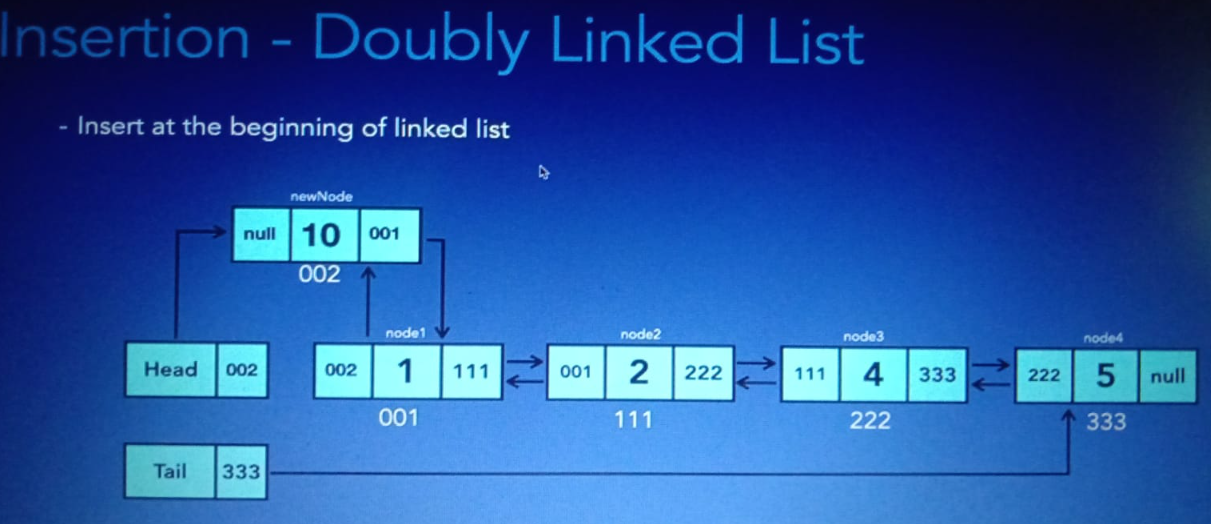 Insertion - Doubly Linked List
- Insert at the beginning of linked list
newNode
null 10 001
002
node1 node2 node3 node4
Head 002 002 1 111 001 2 222 111 4 333 222 5 null
001 111 222 333
Tail 333